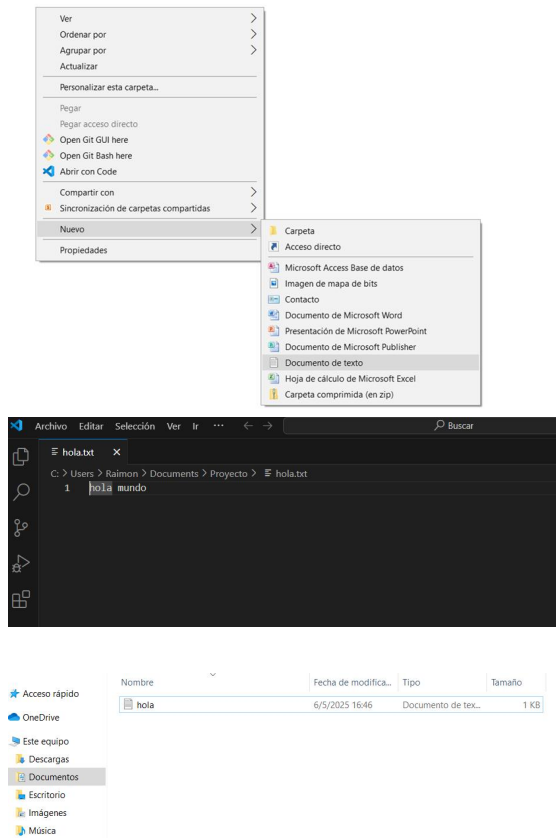 Ver
Ordenar por
Agrupar por
Actualizar
Personalizar esta carpeta...
Pegar
Pegar acceso directo
Open Git GUI here
Open Git Bash here
Abrir con Code
Compartir con
Sincronización de carpetas compartidas
Nuevo
Propiedades
Carpeta
Acceso directo
Microsoft Access Base de datos
Imagen de mapa de bits
Contacto
Documento de Microsoft Word
Presentación de Microsoft PowerPoint
Documento de Microsoft Publisher
Documento de texto
Hoja de cálculo de Microsoft Excel
Carpeta comprimida (en zip)
Archivo Editar Selección Ver Ir ... Buscar
hola.txt
C: > Users > Raimon > Documents > Proyecto > hola.txt
1 hola mundo
Nombre Fecha de modifica... Tipo Tamaño
hola 6/5/2025 16:46 Documento de tex... 1 KB
Acceso rápido
OneDrive
Este equipo
Descargas
Documentos
Escritorio
Imágenes
Música